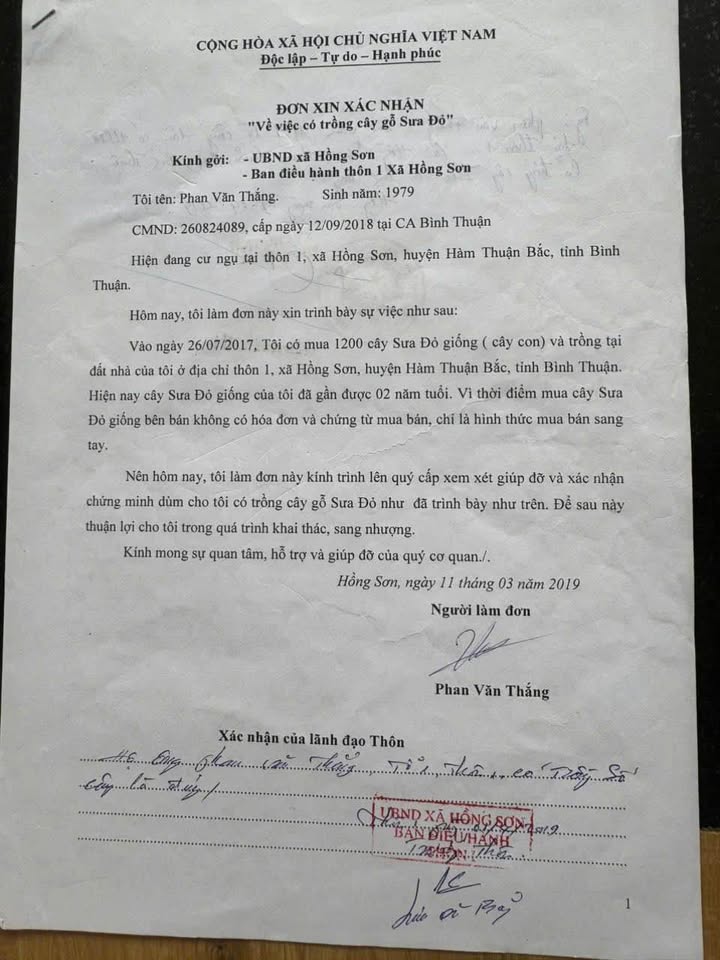 CỘNG HÒA XÃ HỘI CHỦ NGHĨA VIỆT NAM
Độc lập – Tự do – Hạnh phúc
ĐƠN XIN XÁC NHẬN
"Về việc có trồng cây gỗ Sưa Đỏ"
Kính gởi: - UBND xã Hồng Sơn
- Ban điều hành thôn 1 Xã Hồng Sơn
Tôi tên: Phan Văn Thắng. Sinh năm: 1979
CMND: 260824089, cấp ngày 12/09/2018 tại CA Bình Thuận
Hiện đang cư ngụ tại thôn 1, xã Hồng Sơn, huyện Hàm Thuận Bắc, tỉnh Bình
Thuận.
Hôm nay, tôi làm đơn này xin trình bày sự việc như sau:
Vào ngày 26/07/2017, Tôi có mua 1200 cây Sưa Đỏ giống ( cây con) và trồng tại
đất nhà của tôi ở địa chỉ thôn 1, xã Hồng Sơn, huyện Hàm Thuận Bắc, tỉnh Bình Thuận.
Hiện nay cây Sưa Đỏ giống của tôi đã gần được 02 năm tuổi. Vì thời điểm mua cây Sưa
Đỏ giống bên bán không có hóa đơn và chứng từ mua bán, chỉ là hình thức mua bán sang
tay.
Nên hôm nay, tôi làm đơn này kính trình lên quý cấp xem xét giúp đỡ và xác nhận
chứng minh dùm cho tôi có trồng cây gỗ Sưa Đỏ như đã trình bày như trên. Để sau này
thuận lợi cho tôi trong quá trình khai thác, sang nhượng.
Kính mong sự quan tâm, hỗ trợ và giúp đỡ của quý cơ quan./.
Hồng Sơn, ngày 11 tháng 03 năm 2019
Người làm đơn
Phan Văn Thắng
Xác nhận của lãnh đạo Thôn
Ông Phan văn Thắng, có trồng số
cây là đúng
UBND XÃ HỒNG SƠN
BAN ĐIỀU HÀNH
1